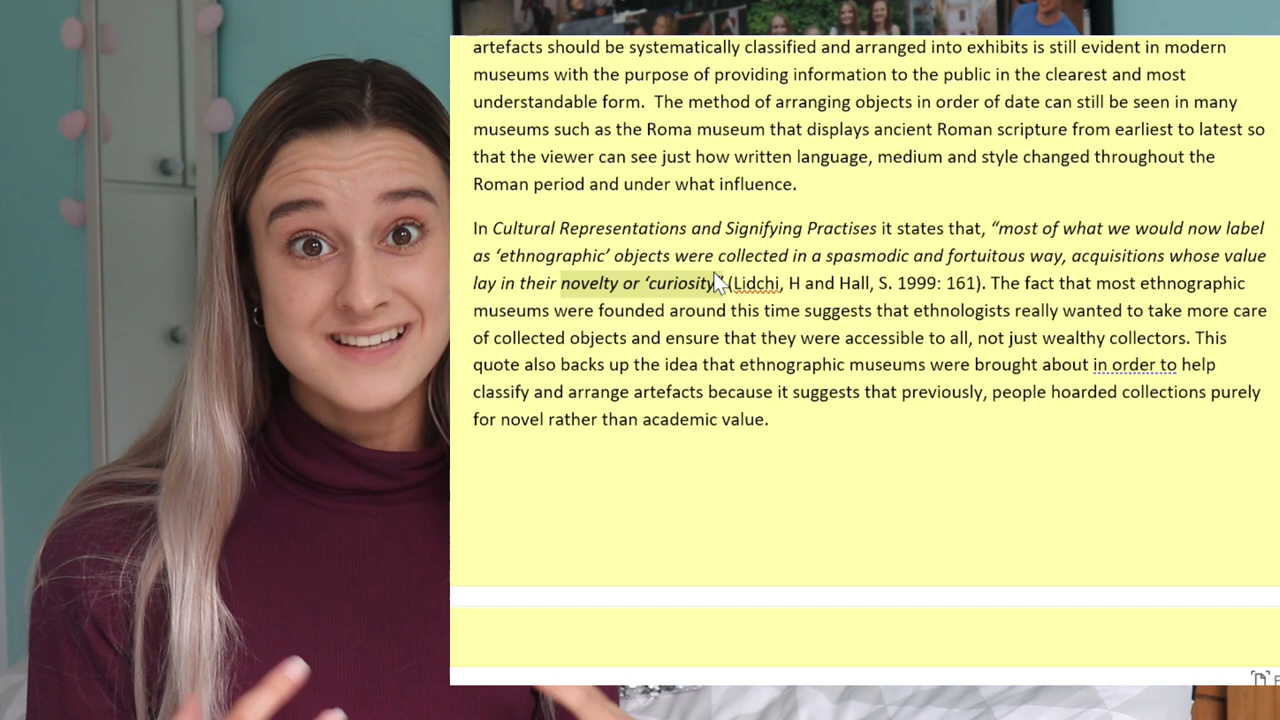 artefacts should be systematically classified and arranged into exhibits is still evident in modern
museums with the purpose of providing information to the public in the clearest and most
understandable form.  The method of arranging objects in order of date can still be seen in many
museums such as the Roma museum that displays ancient Roman scripture from earliest to latest so
that the viewer can see just how written language, medium and style changed throughout the
Roman period and under what influence.
In Cultural Representations and Signifying Practises it states that, “most of what we would now label
as ‘ethnographic’ objects were collected in a spasmodic and fortuitous way, acquisitions whose value
lay in their novelty or ‘curiosity (Lidchi, H and Hall, S. 1999: 161). The fact that most ethnographic
museums were founded around this time suggests that ethnologists really wanted to take more care
of collected objects and ensure that they were accessible to all, not just wealthy collectors. This
quote also backs up the idea that ethnographic museums were brought about in order to help
classify and arrange artefacts because it suggests that previously, people hoarded collections purely
for novel rather than academic value.